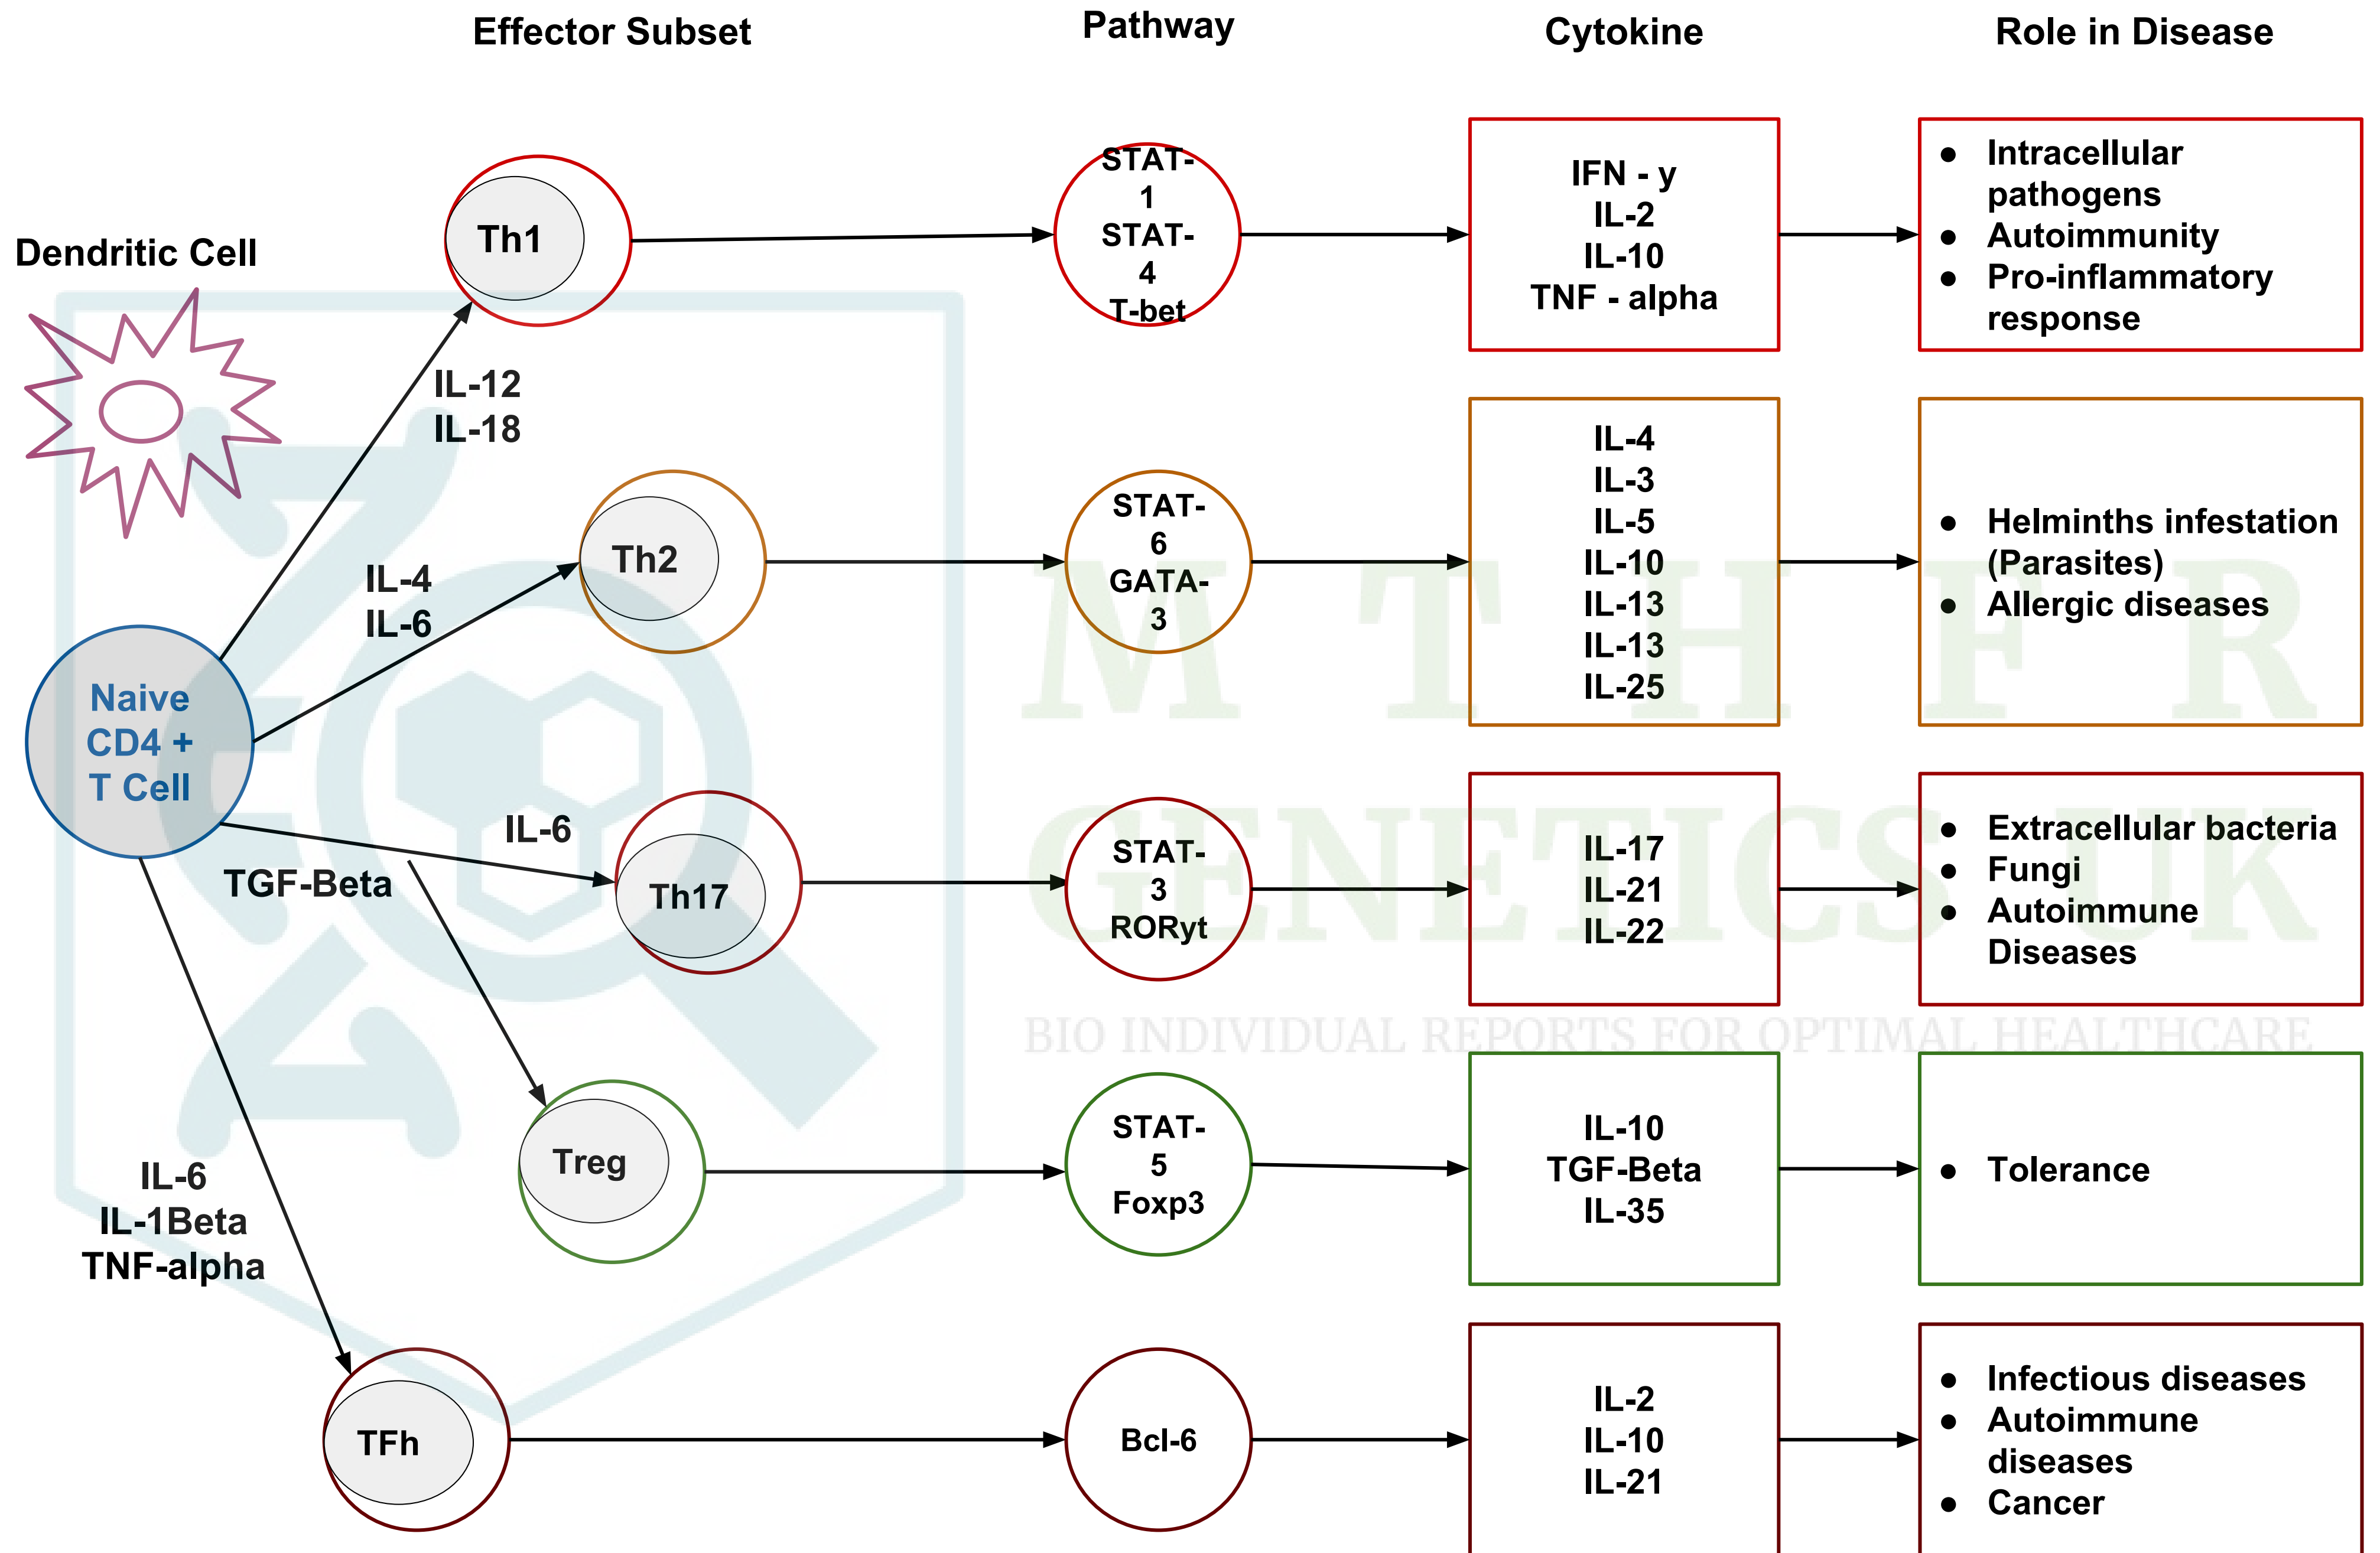 Effector Subset
Pathway
Cytokine
Role in Disease
Dendritic Cell
Naive
CD4 +
T Cell
IL-12
IL-18
IL-4
IL-6
IL-6
TGF-Beta
IL-6
IL-1Beta
TNF-alpha
Th1
STAT-
1
STAT-
4
T-bet
IFN - y
IL-2
IL-10
TNF - alpha
● Intracellular
pathogens
● Autoimmunity
● Pro-inflammatory
response
Th2
STAT-
6
GATA-
3
IL-4
IL-3
IL-5
IL-10
IL-13
IL-13
IL-25
● Helminths infestation
(Parasites)
● Allergic diseases
Th17
STAT-
3
RORyt
IL-17
IL-21
IL-22
● Extracellular bacteria
● Fungi
● Autoimmune
Diseases
Treg
STAT-
5
Foxp3
IL-10
TGF-Beta
IL-35
● Tolerance
TFh
Bcl-6
IL-2
IL-10
IL-21
● Infectious diseases
● Autoimmune
diseases
● Cancer
M T H F R
GENETICS UK
BIO INDIVIDUAL REPORTS FOR OPTIMAL HEALTHCARE